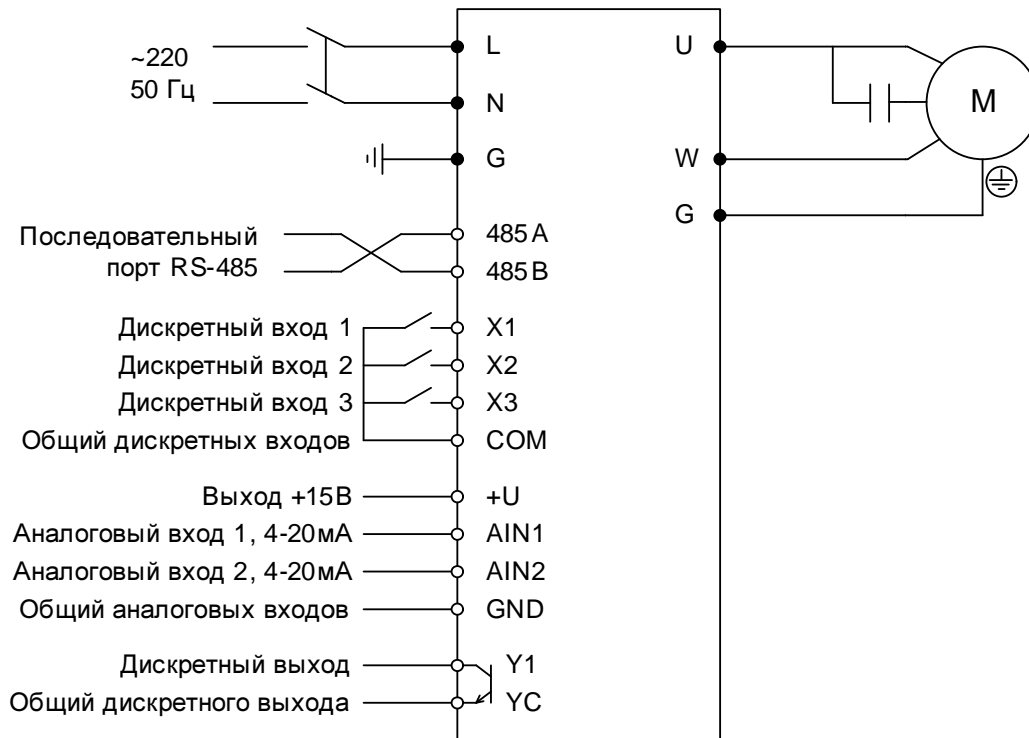 ~220
50 Гц
L
N
G
U
W
G
M
Последовательный
порт RS-485
485A
485B
Дискретный вход 1
X1
Дискретный вход 2
X2
Дискретный вход 3
X3
Общий дискретных входов
COM
Выход +15В
+U
Аналоговый вход 1, 4-20мА
AIN1
Аналоговый вход 2, 4-20мА
AIN2
Общий аналоговых входов
GND
Дискретный выход
Y1
Общий дискретного выхода
YC